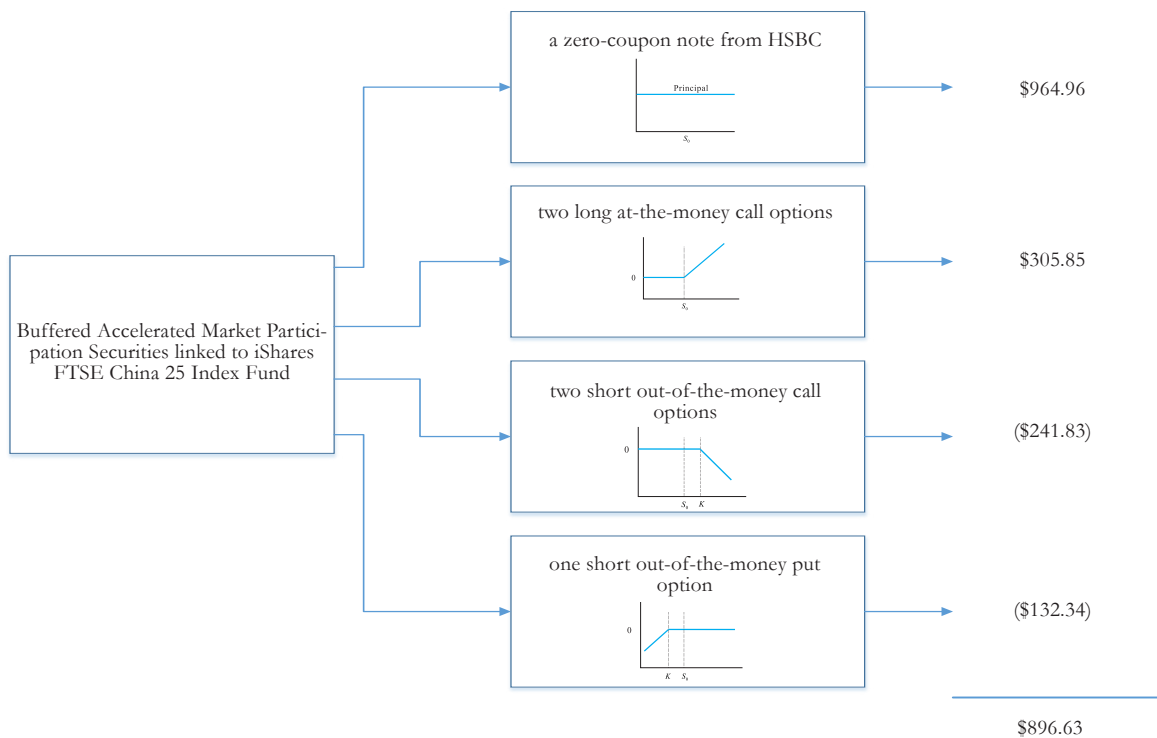 a zero-coupon note from HSBC
Principal
S₀
$964.96
two long at-the-money call options
0
S₀
$305.85
Buffered Accelerated Market Partici-
pation Securities linked to iShares
FTSE China 25 Index Fund
two short out-of-the-money call
options
0
S₀ K
($241.83)
one short out-of-the-money put
option
0
K S₀
($132.34)
$896.63